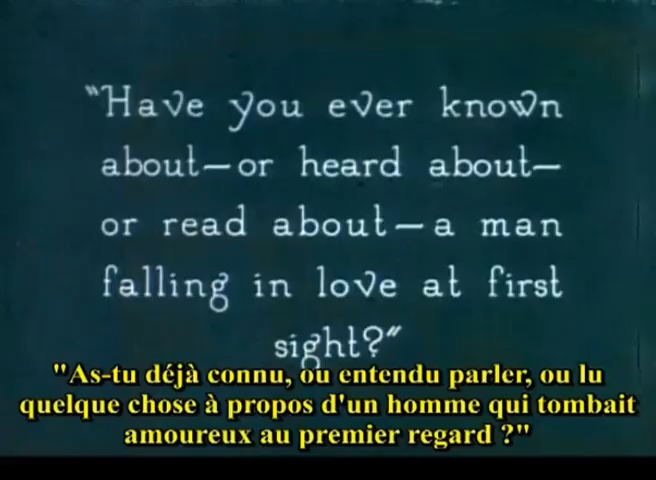 "Have you ever known
about—or heard about—
or read about—a man
falling in love at first
sight?"
"As-tu déjà connu, ou entendu parler, ou lu
quelque chose à propos d'un homme qui tombait
amoureux au premier regard ?"